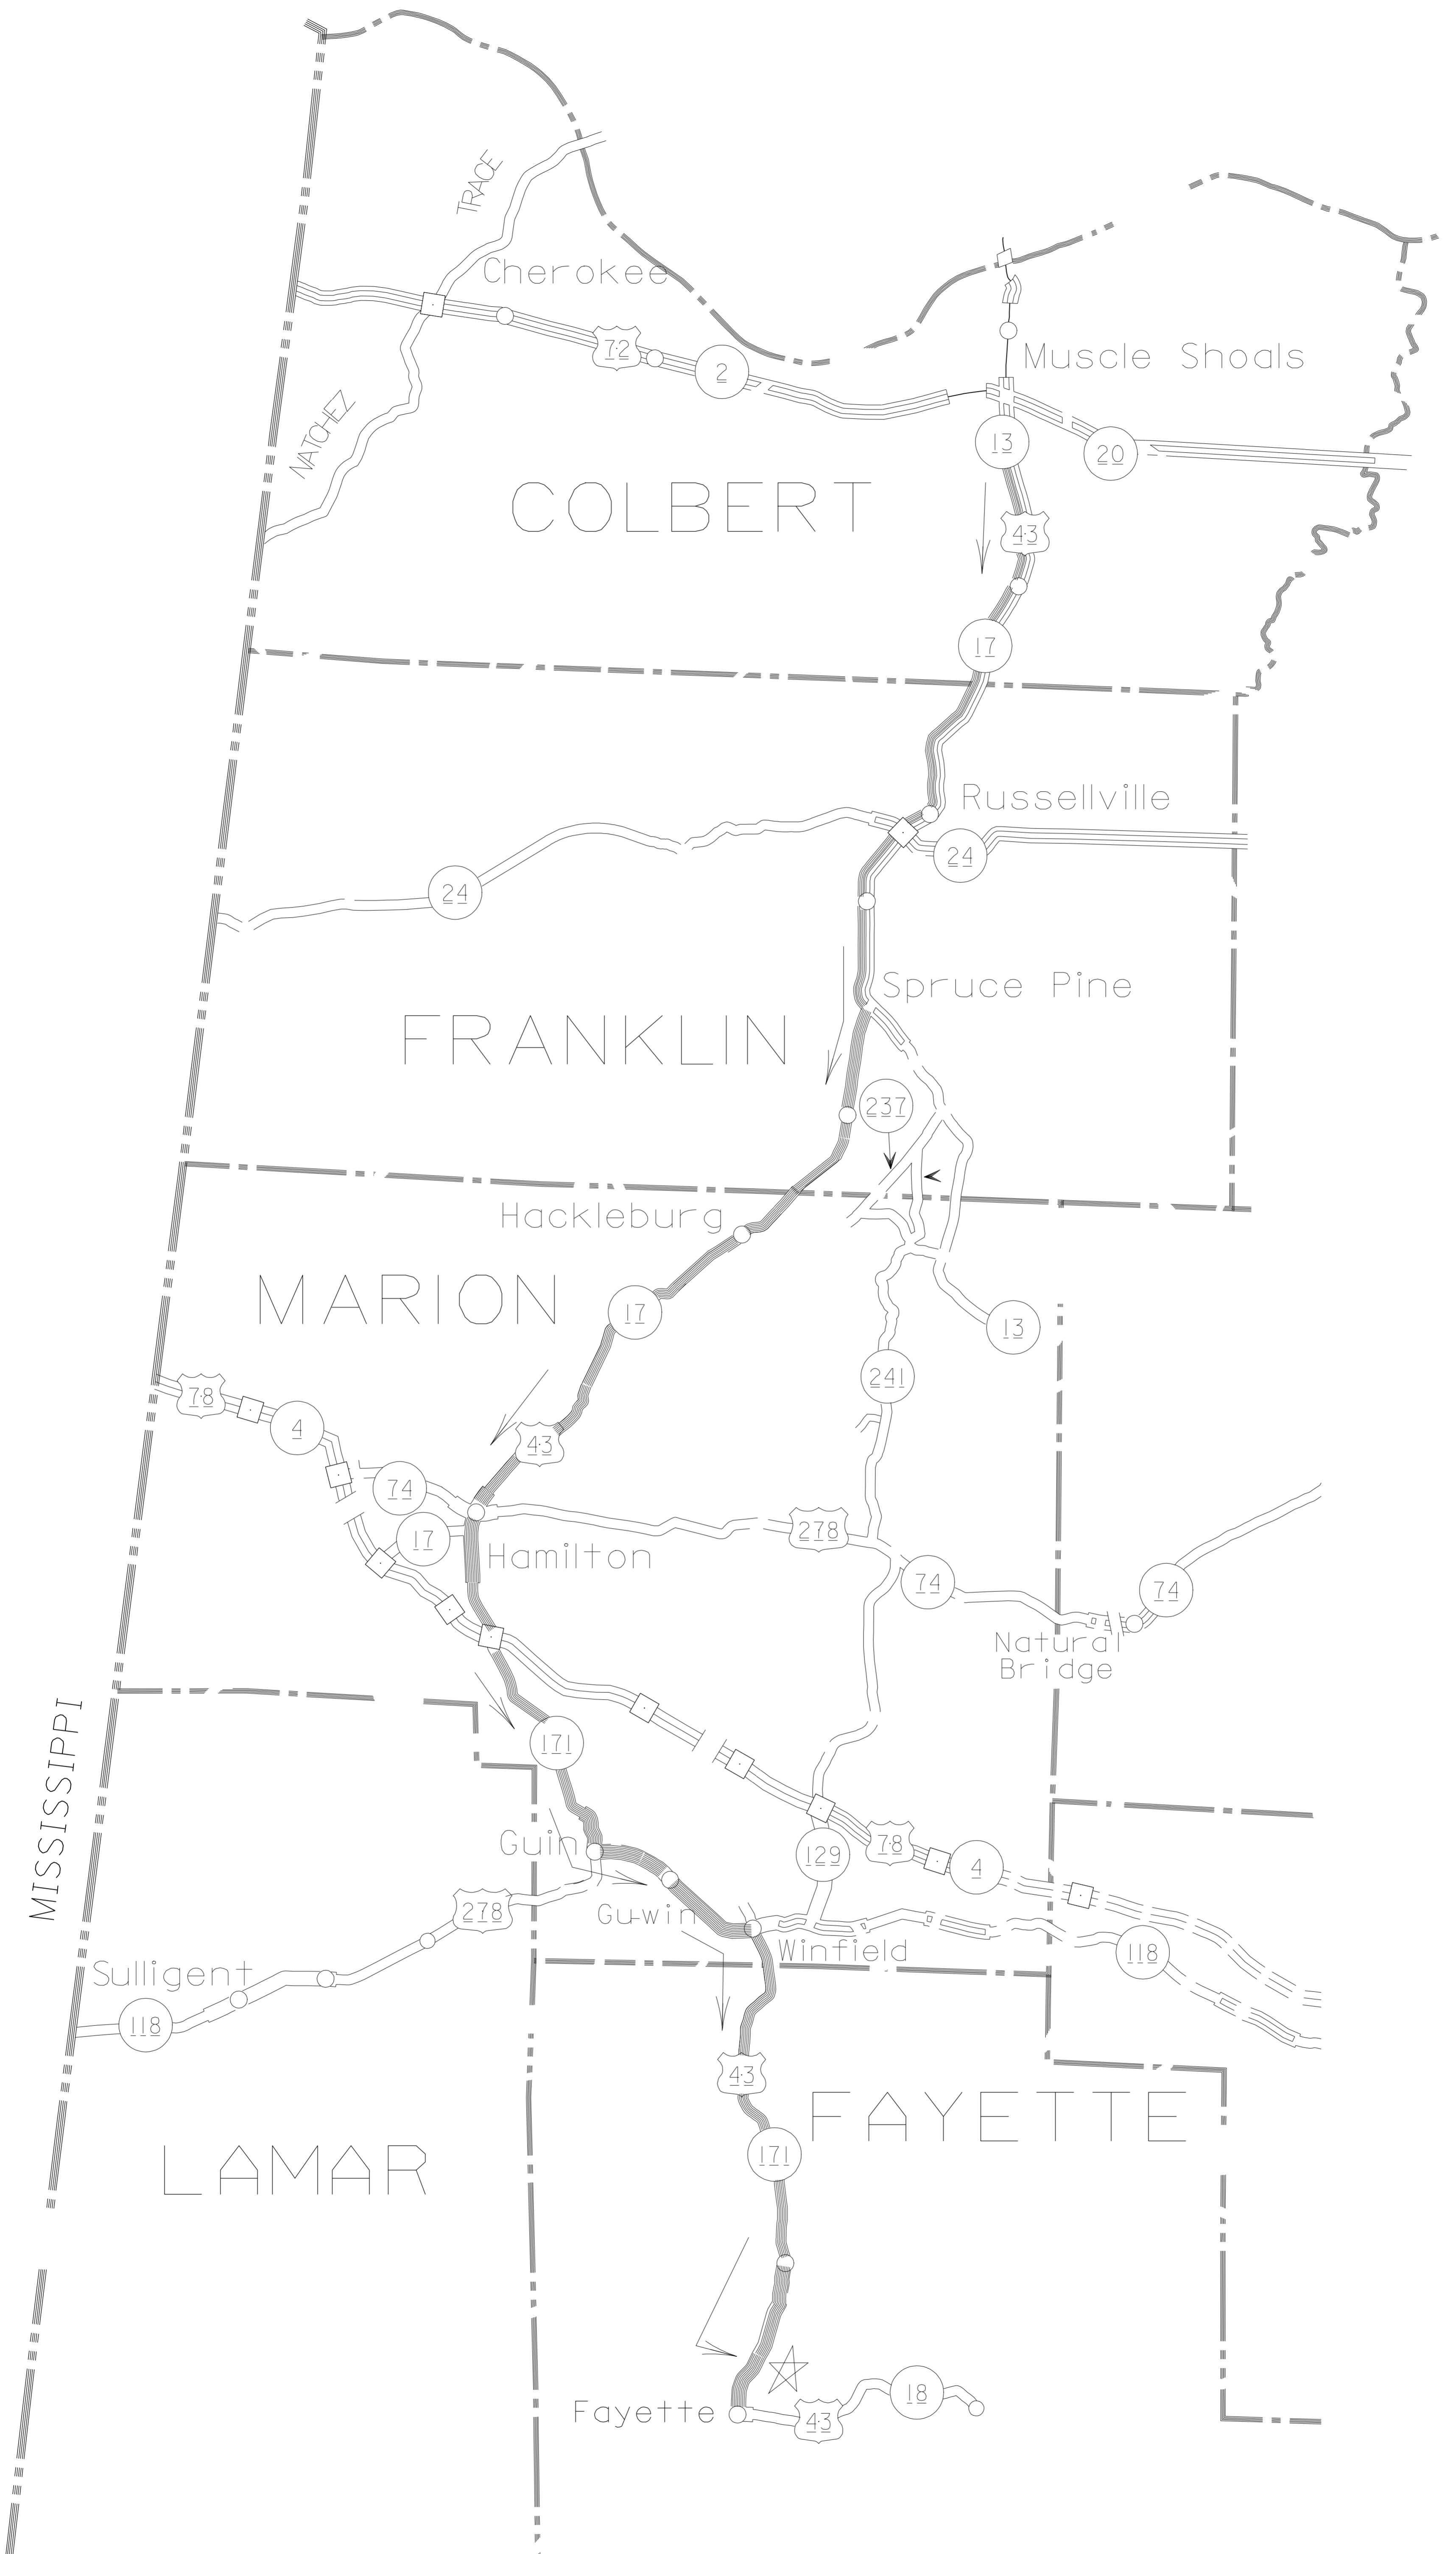 TRACE
Cherokee
72
2
Muscle Shoals
NATCHEZ
13
20
COLBERT
43
17
Russellville
24
24
Spruce Pine
FRANKLIN
237
Hackleburg
MARION
17
13
241
78
4
43
74
278
17
Hamilton
74
74
Natural
Bridge
MISSISSIPPI
171
Guin
129
78
4
278
Gu-win
Winfield
118
Sulligent
118
43
FAYETTE
LAMAR
171
18
Fayette
43